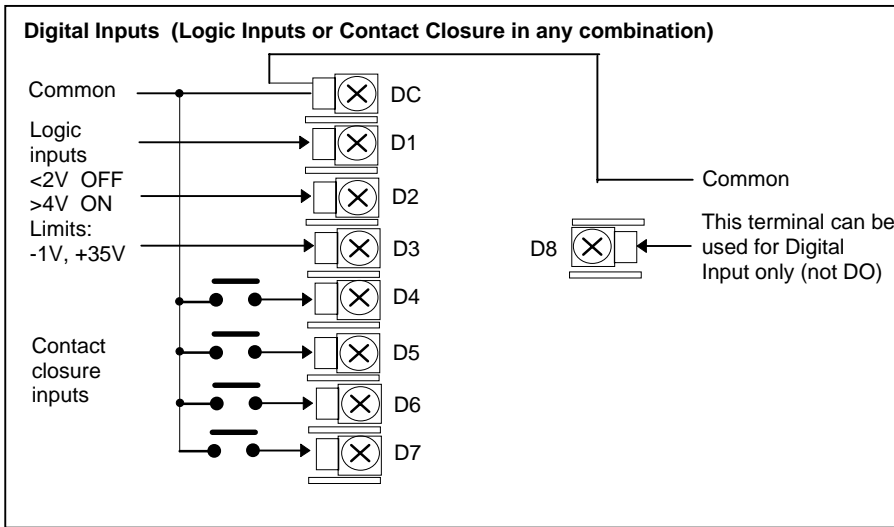 Digital Inputs (Logic Inputs or Contact Closure in any combination)
Common
DC
Logic
inputs
<2V OFF
>4V ON
Limits:
-1V, +35V
D1
D2
D3
D4
Contact
closure
inputs
D5
D6
D7
Common
D8
This terminal can be
used for Digital
Input only (not DO)